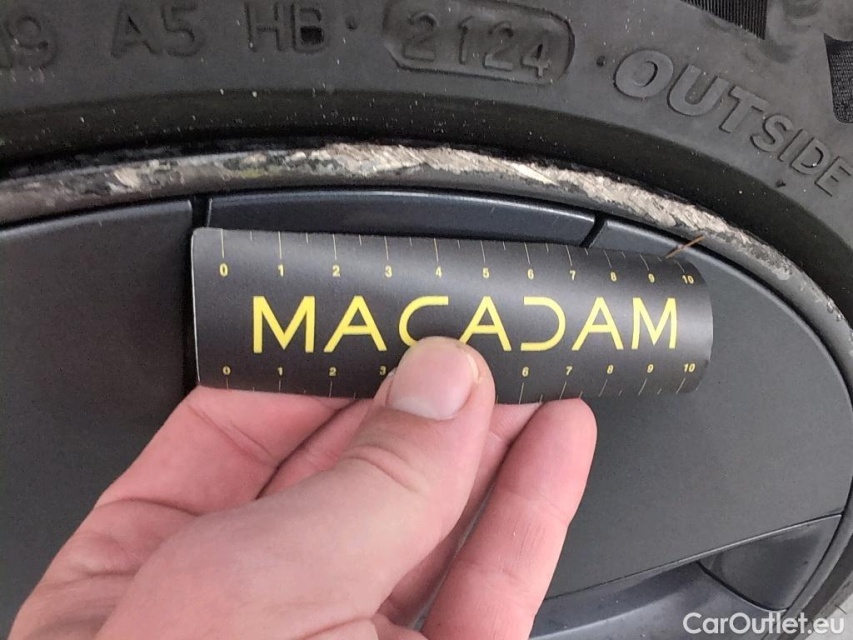 9 A5 HB · 2124
OUTSIDE
0 1 2 3 4 5 6 7 8 9 10
MACADAM
0 1 2 3 6 7 8 9 10
CarOutlet.eu